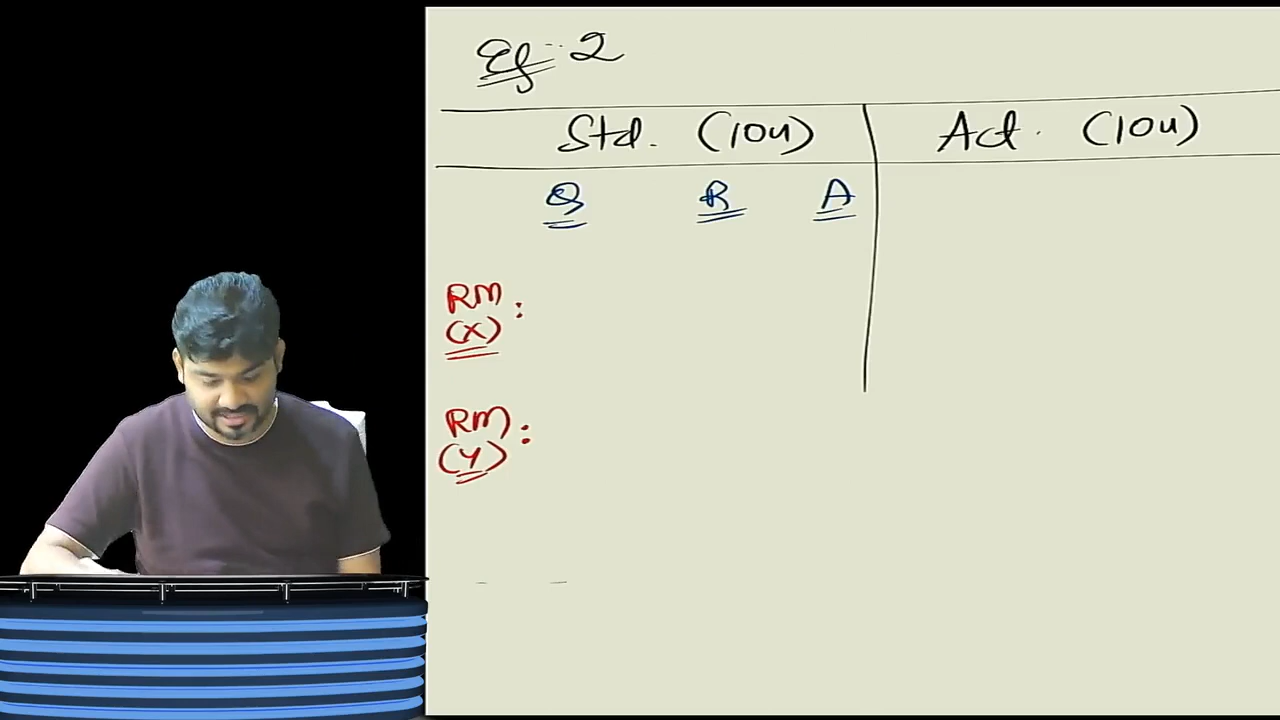 Eg: 2
Std. (10u) Act. (10u)
Q R A
RM :
(X)
RM :
(Y)